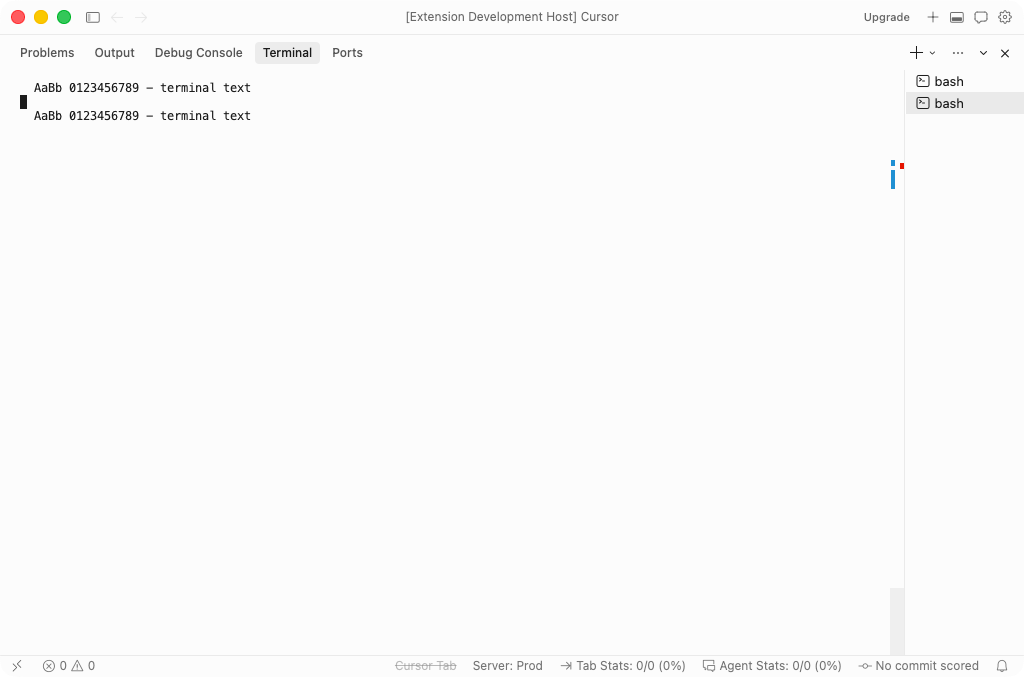 [Extension Development Host] Cursor
Upgrade
Problems Output Debug Console Terminal Ports
AaBb 0123456789 – terminal text
AaBb 0123456789 – terminal text
bash
bash
0 0 Cursor Tab Server: Prod Tab Stats: 0/0 (0%) Agent Stats: 0/0 (0%) No commit scored